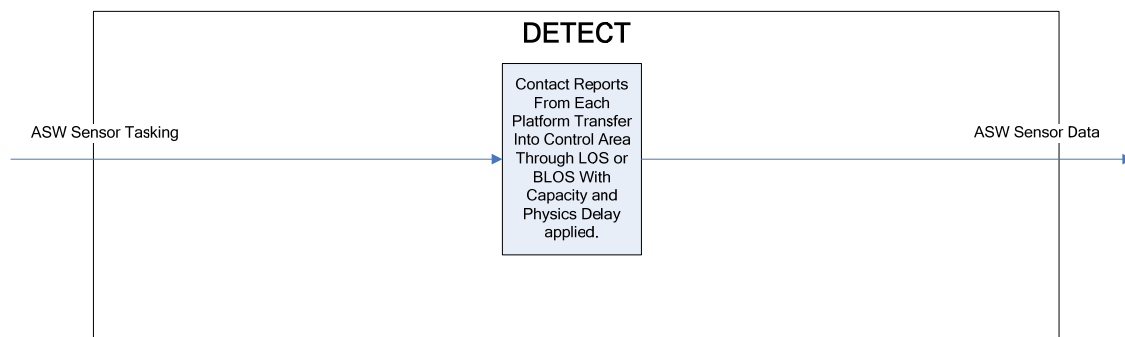 DETECT
Contact Reports
From Each
Platform Transfer
Into Control Area
Through LOS or
BLOS With
Capacity and
Physics Delay
applied.
ASW Sensor Tasking
ASW Sensor Data